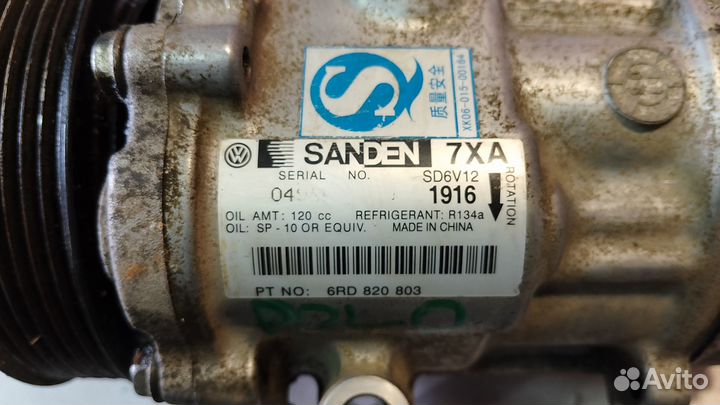 质量安全
XK06-015-00164
SANDEN 7XA
SERIAL NO. SD6V12
1916
ROTATION
OIL AMT: 120 cc REFRIGERANT: R134a
OIL: SP - 10 OR EQUIV. MADE IN CHINA
PT NO: 6RD 820 803
POLO
Avito